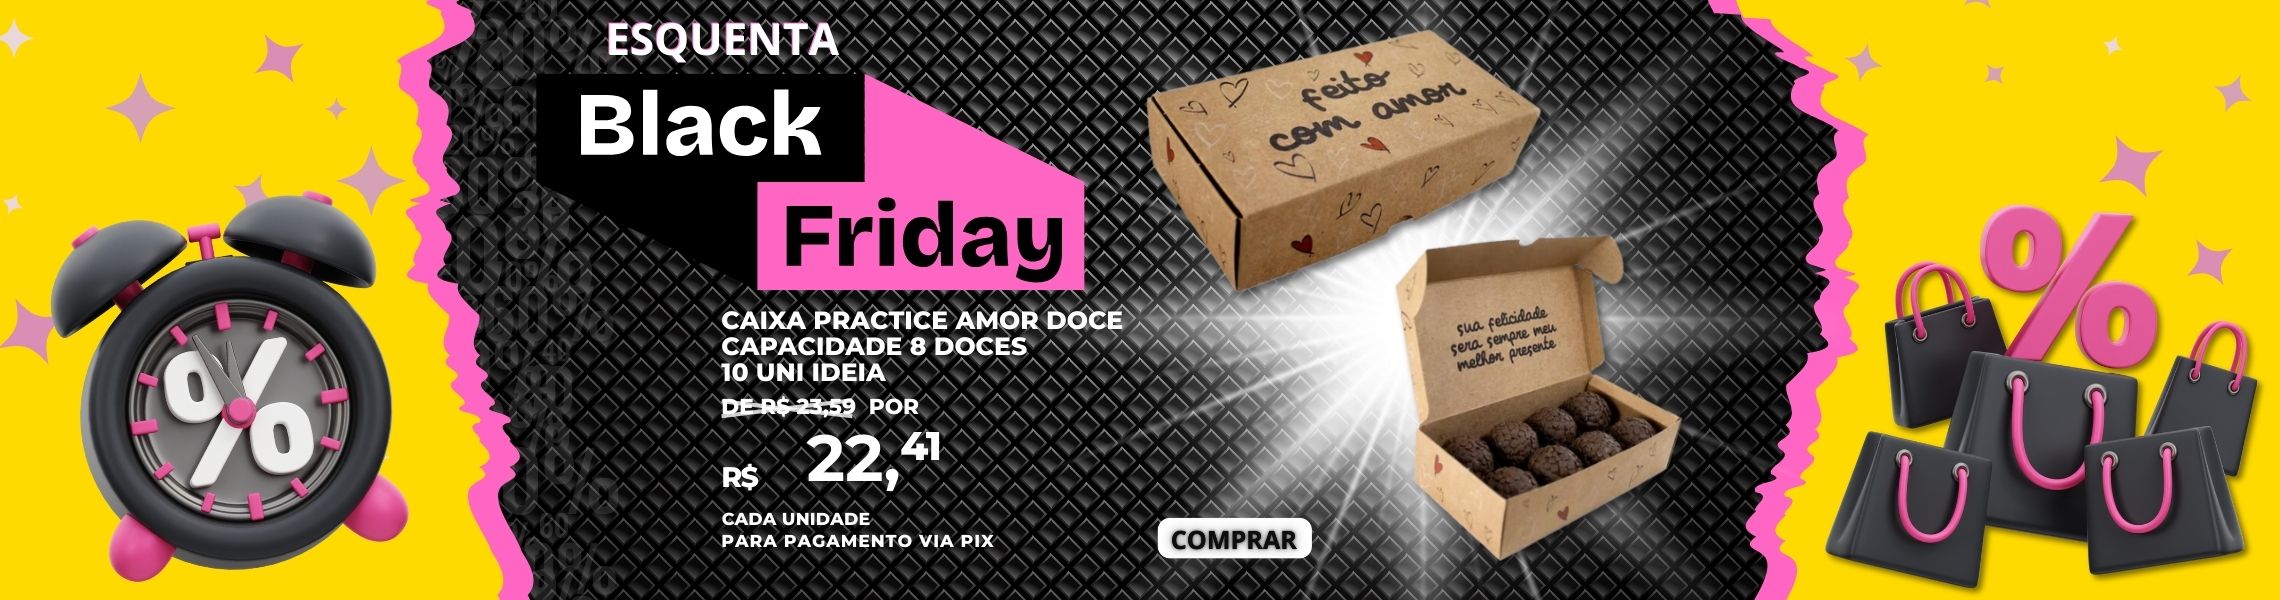 ESQUENTA
Black
Friday
CAIXA PRACTICE AMOR DOCE
CAPACIDADE 8 DOCES
10 UNI IDEIA
DE R$ 23,59 POR
R$ 22,41
CADA UNIDADE
PARA PAGAMENTO VIA PIX
feito
com amor
sua felicidade
sera sempre meu
melhor presente
COMPRAR
%
%